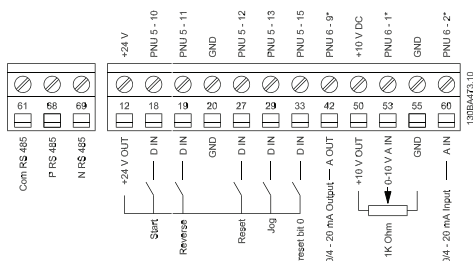 +24 V
PNU 5 - 10
PNU 5 - 11
GND
PNU 5 - 12
PNU 5 - 13
PNU 5 - 15
PNU 6 - 9*
+10 V DC
PNU 6 - 1*
GND
PNU 6 - 2*
61
68
69
12
18
19
20
27
29
33
42
50
53
55
60
Com RS 485
P RS 485
N RS 485
+24 V OUT
D IN
D IN
GND
D IN
D IN
D IN
A OUT
+10 V OUT
0-10 V A IN
GND
A IN
Start
Reverse
Reset
Jog
reset bit 0
0/4 - 20 mA Output
1K Ohm
0/4 - 20 mA Input
130BA473.10